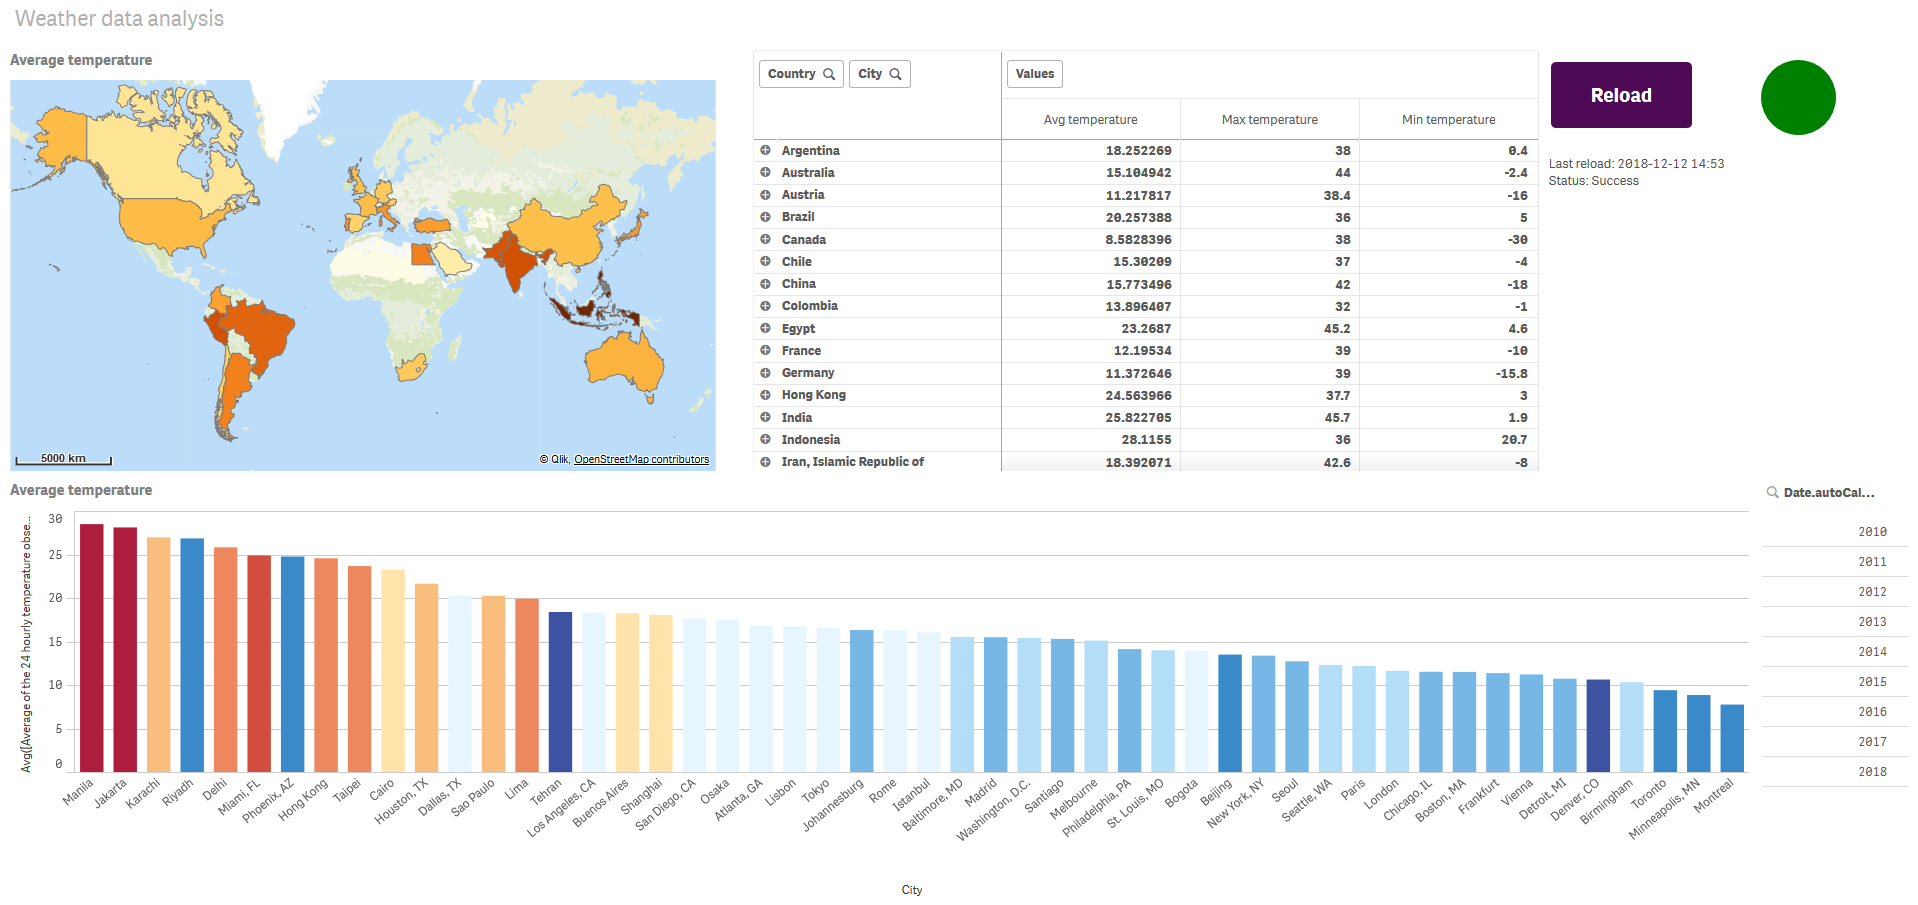 Weather data analysis
Average temperature
5000 km
© Qlik, OpenStreetMap contributors
Country City Values
Avg temperature Max temperature Min temperature
Argentina 18.252269 38 0.4
Australia 15.104942 44 -2.4
Austria 11.217817 38.4 -16
Brazil 20.257388 36 5
Canada 8.5828396 38 -30
Chile 15.30209 37 -4
China 15.773496 42 -18
Colombia 13.896407 32 -1
Egypt 23.2687 45.2 4.6
France 12.19534 39 -10
Germany 11.372646 39 -15.8
Hong Kong 24.563966 37.7 3
India 25.822705 45.7 1.9
Indonesia 28.1155 36 20.7
Iran, Islamic Republic of 18.392071 42.6 -8
Reload
Last reload: 2018-12-12 14:53
Status: Success
Average temperature
Avg([Average of the 24 hourly temperature obse...
30
25
20
15
10
5
0
Manila
Jakarta
Karachi
Riyadh
Delhi
Miami, FL
Phoenix, AZ
Hong Kong
Taipei
Cairo
Houston, TX
Dallas, TX
Sao Paulo
Lima
Tehran
Los Angeles, CA
Buenos Aires
Shanghai
San Diego, CA
Osaka
Atlanta, GA
Lisbon
Tokyo
Johannesburg
Rome
Istanbul
Baltimore, MD
Madrid
Washington, D.C.
Santiago
Melbourne
Philadelphia, PA
St. Louis, MO
Bogota
Beijing
New York, NY
Seoul
Seattle, WA
Paris
London
Chicago, IL
Boston, MA
Frankfurt
Vienna
Detroit, MI
Denver, CO
Birmingham
Toronto
Minneapolis, MN
Montreal
City
Date.autoCal...
2010
2011
2012
2013
2014
2015
2016
2017
2018